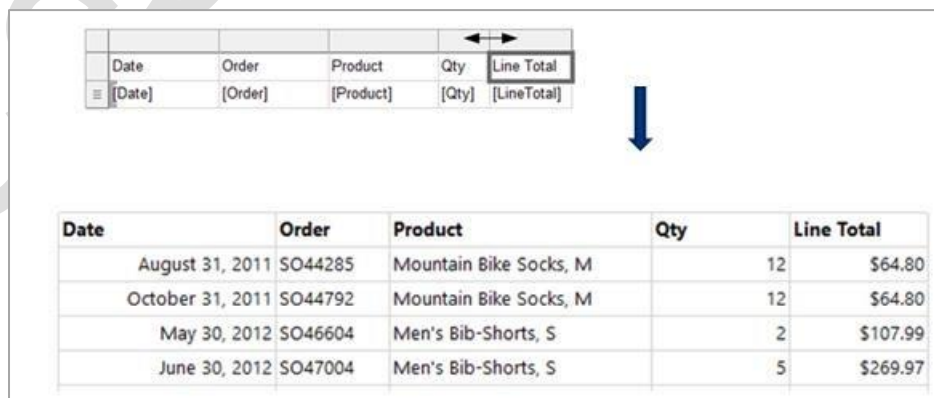 Date Order Product Qty Line Total
[Date] [Order] [Product] [Qty] [LineTotal]
Date Order Product Qty Line Total
August 31, 2011 SO44285 Mountain Bike Socks, M 12 $64.80
October 31, 2011 SO44792 Mountain Bike Socks, M 12 $64.80
May 30, 2012 SO46604 Men's Bib-Shorts, S 2 $107.99
June 30, 2012 SO47004 Men's Bib-Shorts, S 5 $269.97